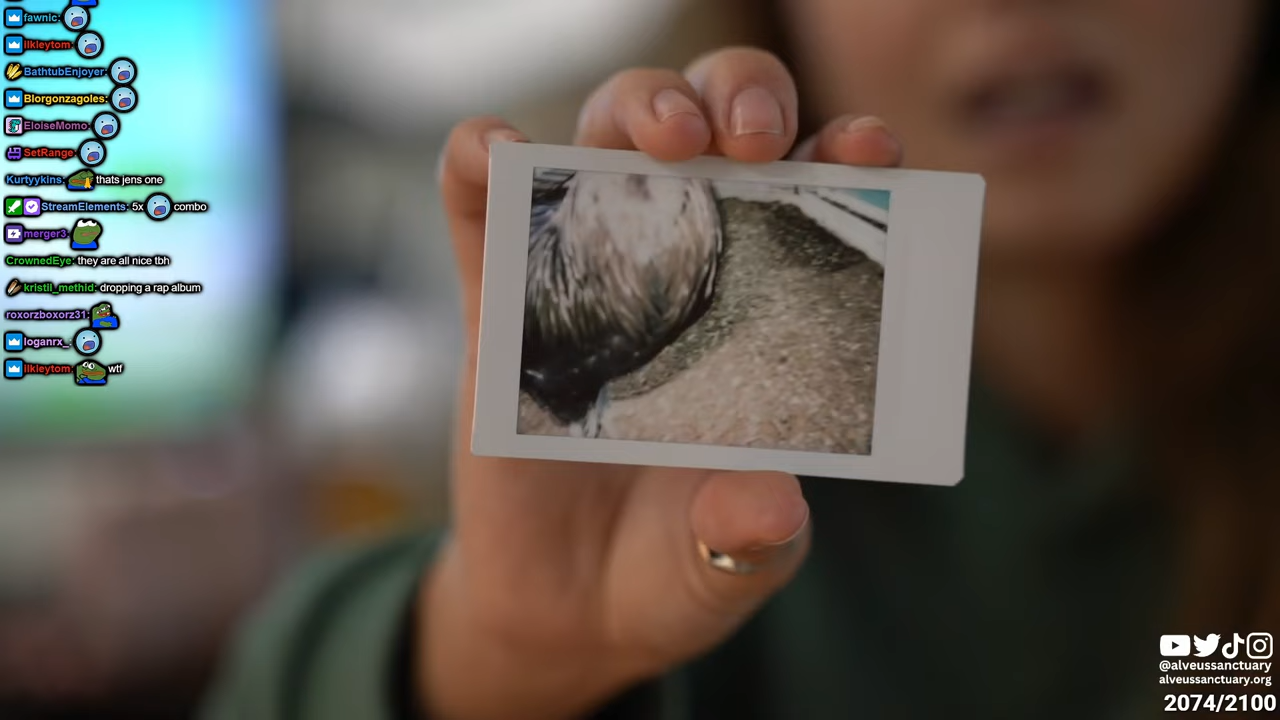 fawnic:
ilkleytom:
BathtubEnjoyer:
Blorgonzagoles:
EloiseMomo:
SetRange:
Kurtyykins: thats jens one
StreamElements: 5x combo
merger3:
CrownedEye: they are all nice tbh
kristii_methid: dropping a rap album
roxorzboxorz31:
loganrx_:
ilkleytom: wtf
@alveussanctuary
alveussanctuary.org
2074/2100